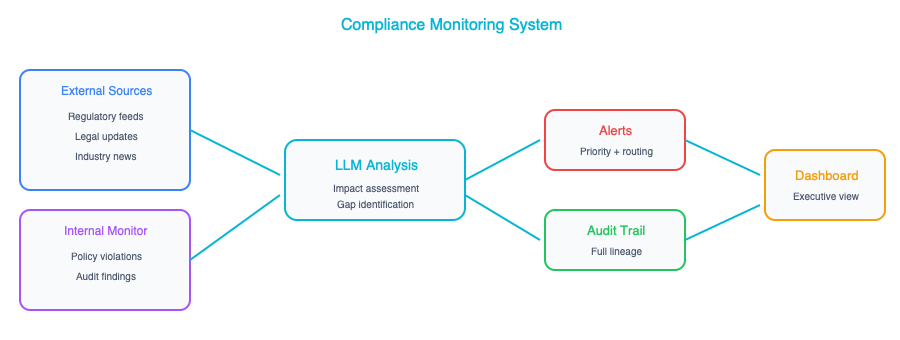 Compliance Monitoring System
External Sources
Regulatory feeds
Legal updates
Industry news
Internal Monitor
Policy violations
Audit findings
LLM Analysis
Impact assessment
Gap identification
Alerts
Priority + routing
Audit Trail
Full lineage
Dashboard
Executive view